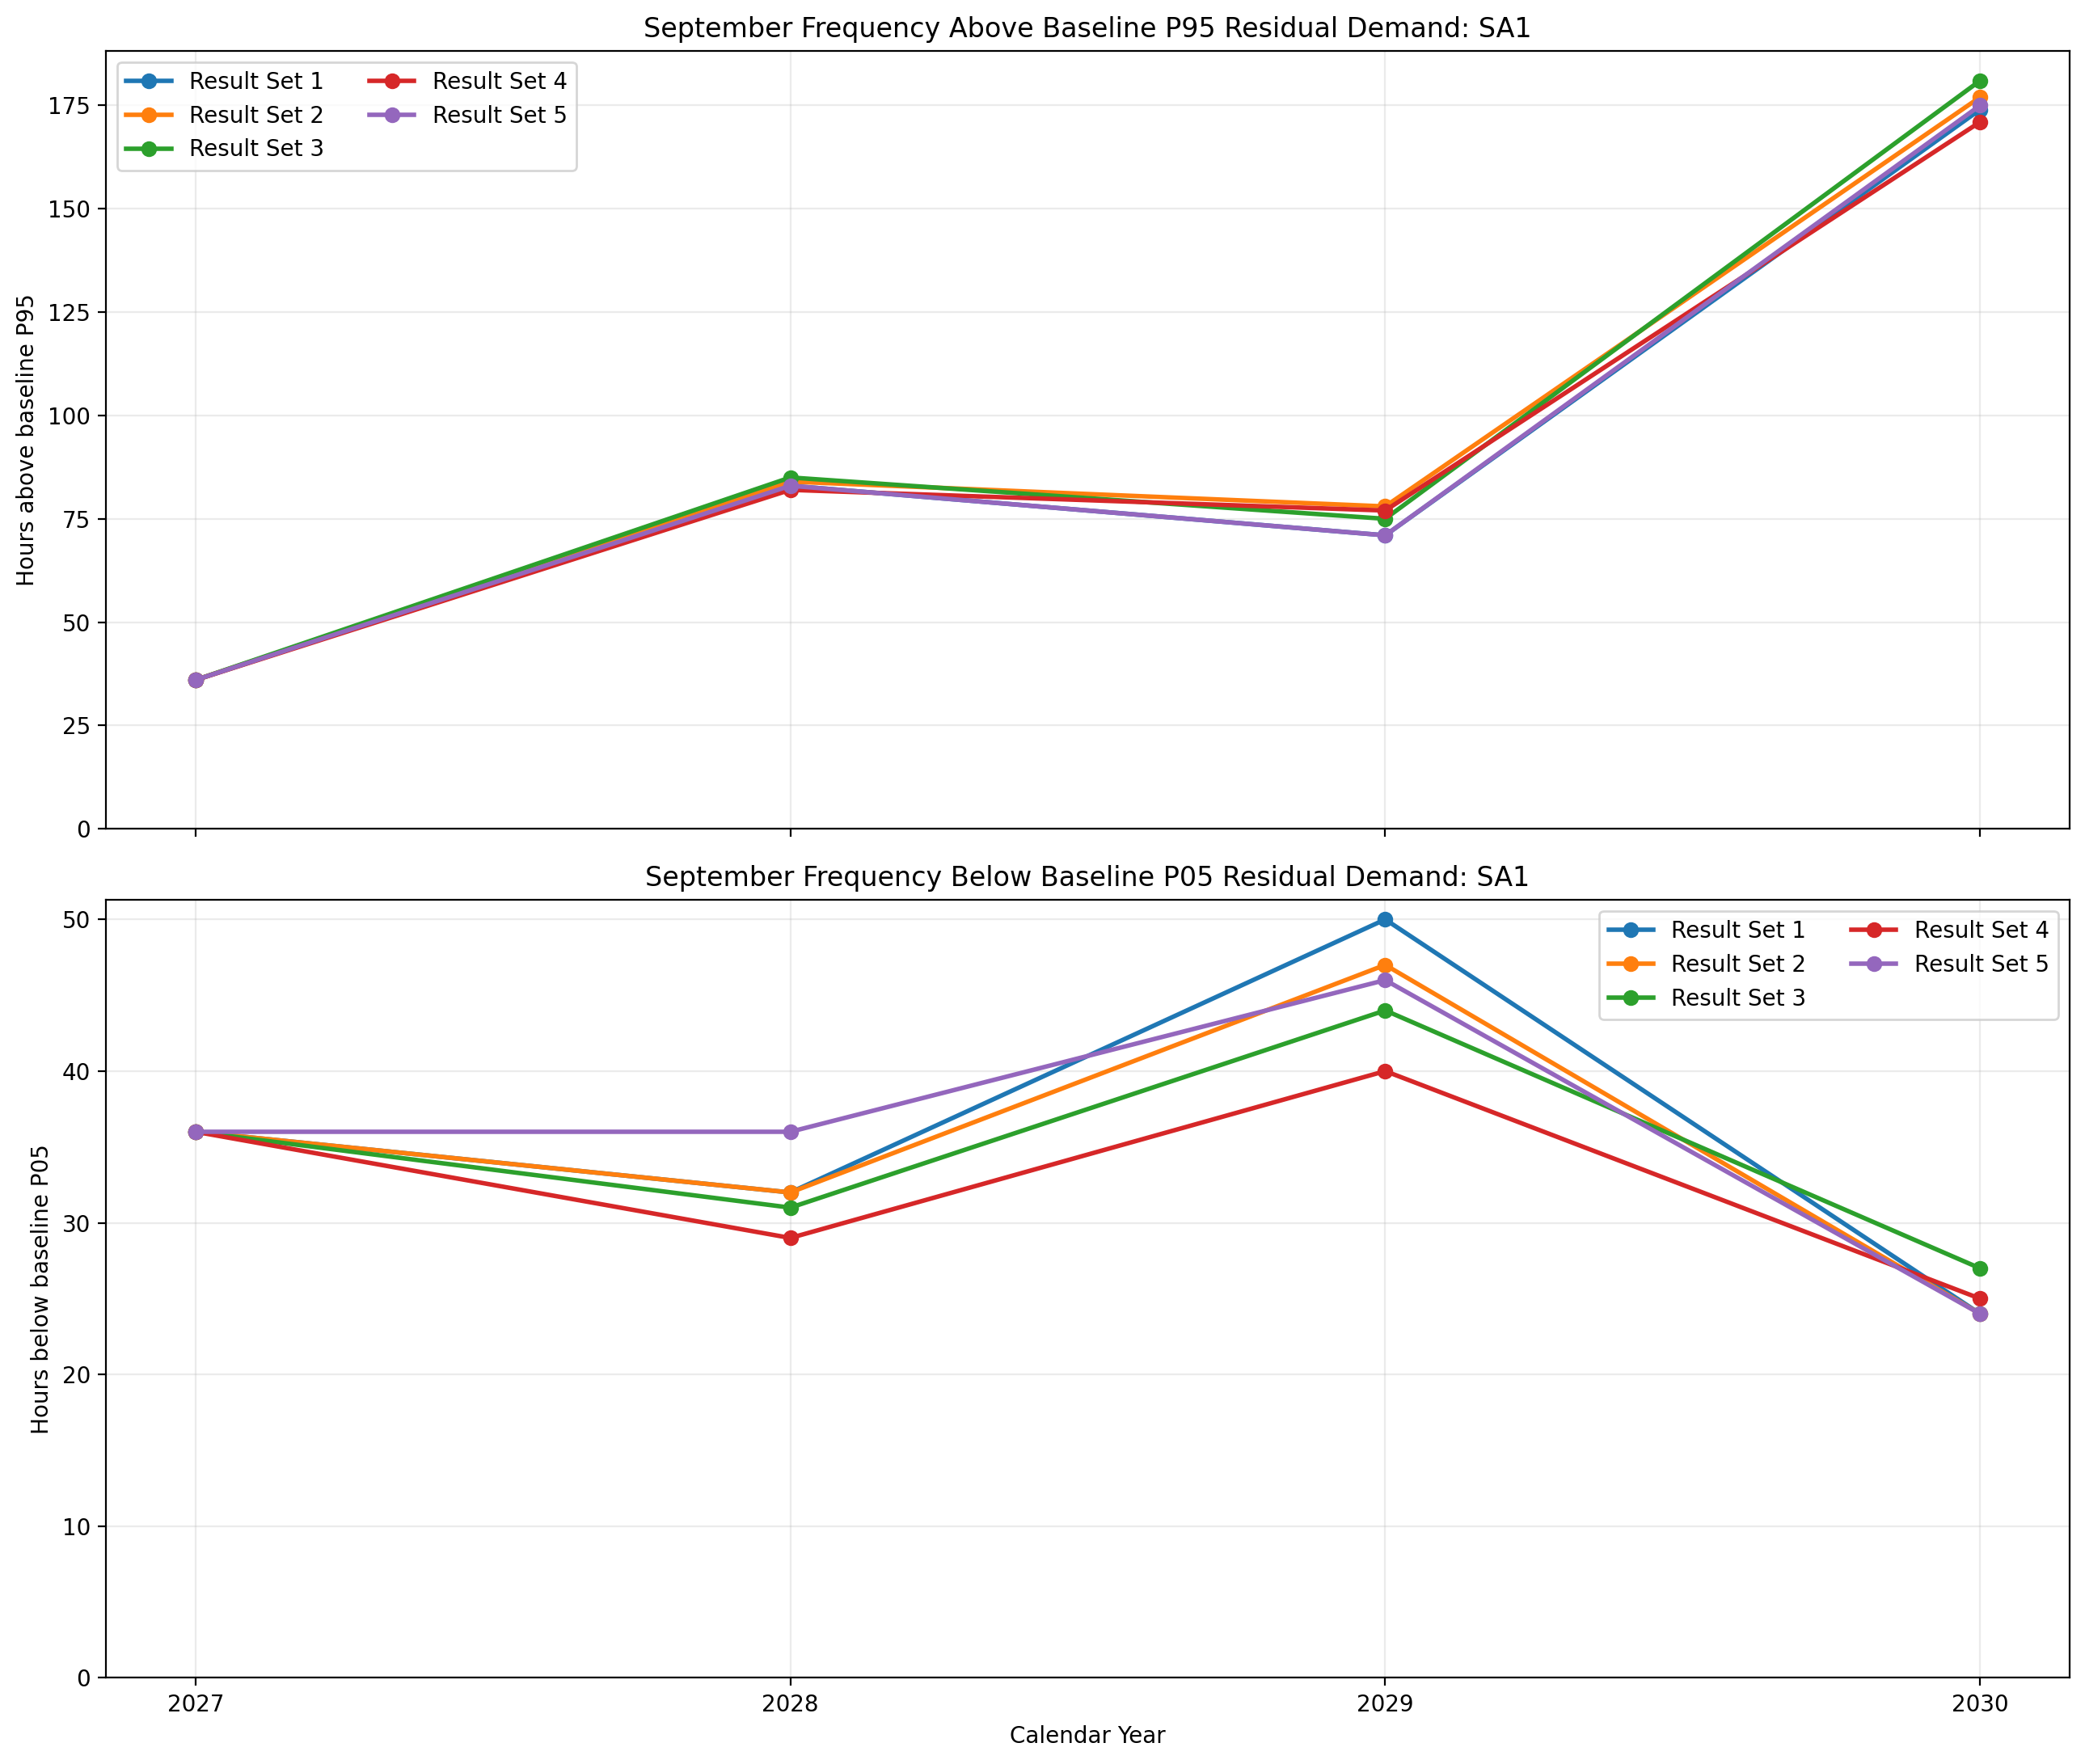 September Frequency Above Baseline P95 Residual Demand: SA1
Result Set 1
Result Set 2
Result Set 3
Result Set 4
Result Set 5
Hours above baseline P95
175
150
125
100
75
50
25
0
September Frequency Below Baseline P05 Residual Demand: SA1
Result Set 1
Result Set 2
Result Set 3
Result Set 4
Result Set 5
Hours below baseline P05
50
40
30
20
10
0
2027 2028 2029 2030
Calendar Year